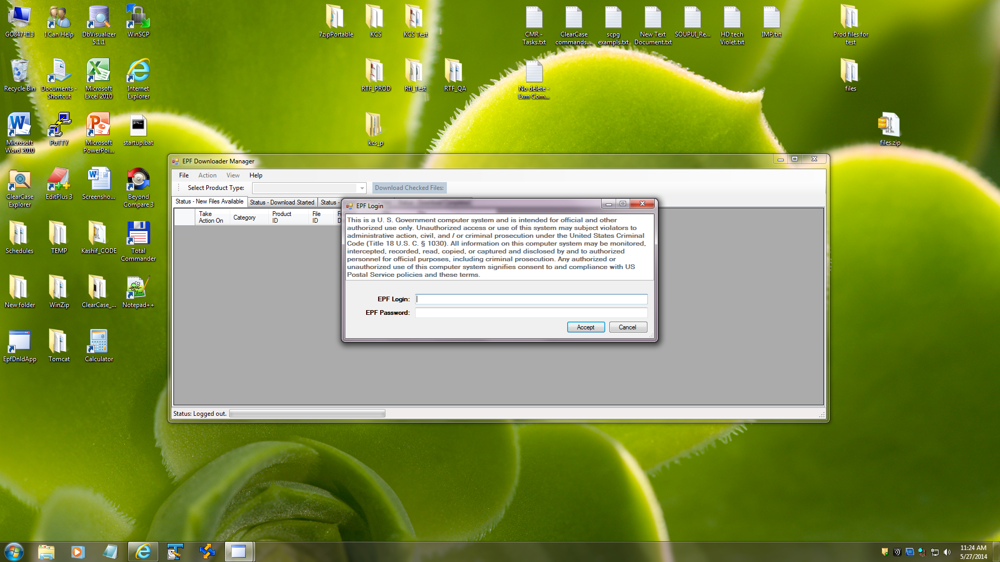 GO847-I13
I Can Help
DbVisualizer
5.1.1
WinSCP
7zipPortable
KCS
KCS Test
CMR -
Tasks.txt
ClearCase
commands....
scpg
exampls.txt
New Text
Document.txt
SOUPUI_Re...
HD tech
Violet.txt
IMP.txt
Prod files for
test
Recycle Bin
Documents -
Shortcut
Microsoft
Excel 2010
Internet
Explorer
RTF_PROD
Rtl_Test
RTF_QA
No delete -
Exm Com...
files
Microsoft
Word 2010
PuTTY
Microsoft
PowerPoi...
startup.bat
kcs_p
files.zip
ClearCase
Explorer
EditPlus 3
Screensho...
Beyond
Compare 3
Schedules
TEMP
Kashif_CODE
Total
Commander
New folder
WinZip
ClearCase_...
Notepad++
EpfDnldApp
Tomcat
Calculator
EPF Downloader Manager
File Action View Help
Select Product Type:
Download Checked Files:
Status - New Files Available
Status - Download Started
Status -
Take
Action On
Category
Product
ID
File
ID
EPF Login
This is a U. S. Government computer system and is intended for official and other
authorized use only. Unauthorized access or use of this system may subject violators to
administrative action, civil, and / or criminal prosecution under the United States Criminal
Code (Title 18 U.S. C. § 1030). All information on this computer system may be monitored,
intercepted, recorded, read, copied, or captured and disclosed by and to authorized
personnel for official purposes, including criminal prosecution. Any authorized or
unauthorized use of this computer system signifies consent to and compliance with US
Postal Service policies and these terms.
EPF Login:
EPF Password:
Accept
Cancel
Status: Logged out.
11:24 AM
5/27/2014